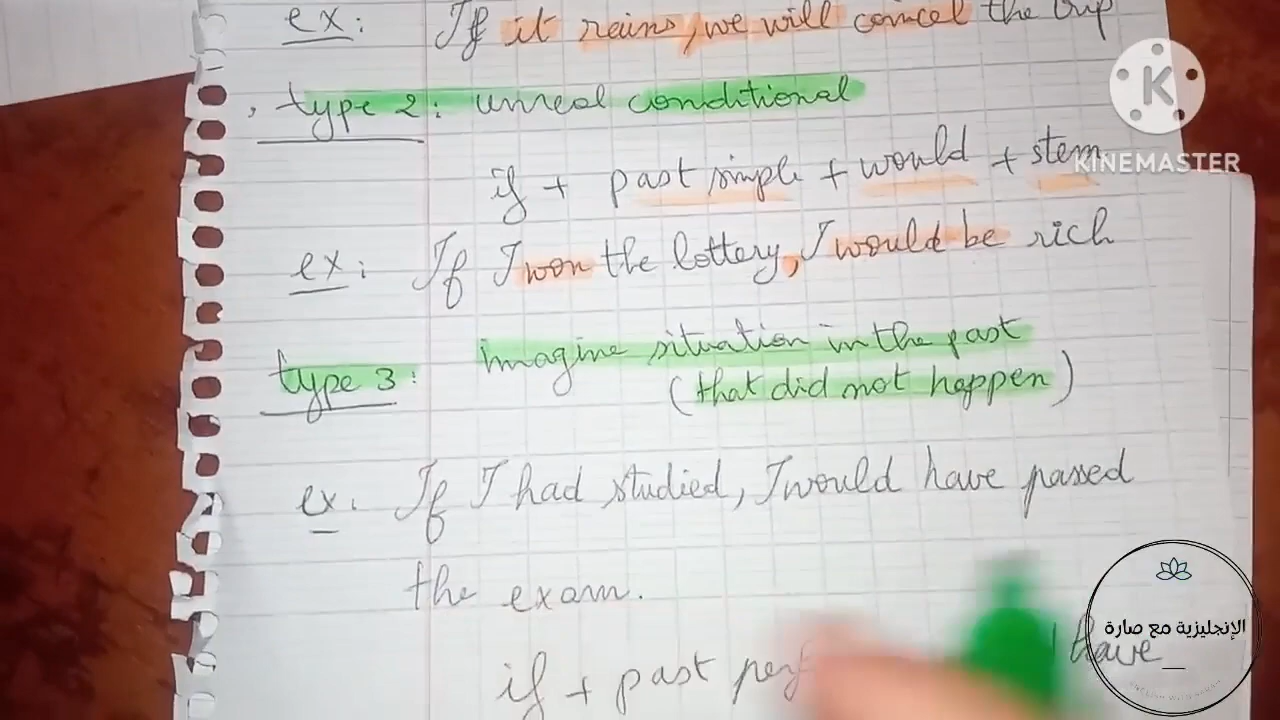 ex: If it rains, we will cancel the trip
, type 2: unreal conditional
if + past simple + would + stem
ex: If I won the lottery, I would be rich
type 3: imagine situation in the past
(that did not happen)
ex. If I had studied, I would have passed
the exam.
if + past have
KINEMASTER
الإنجليزية مع صارة